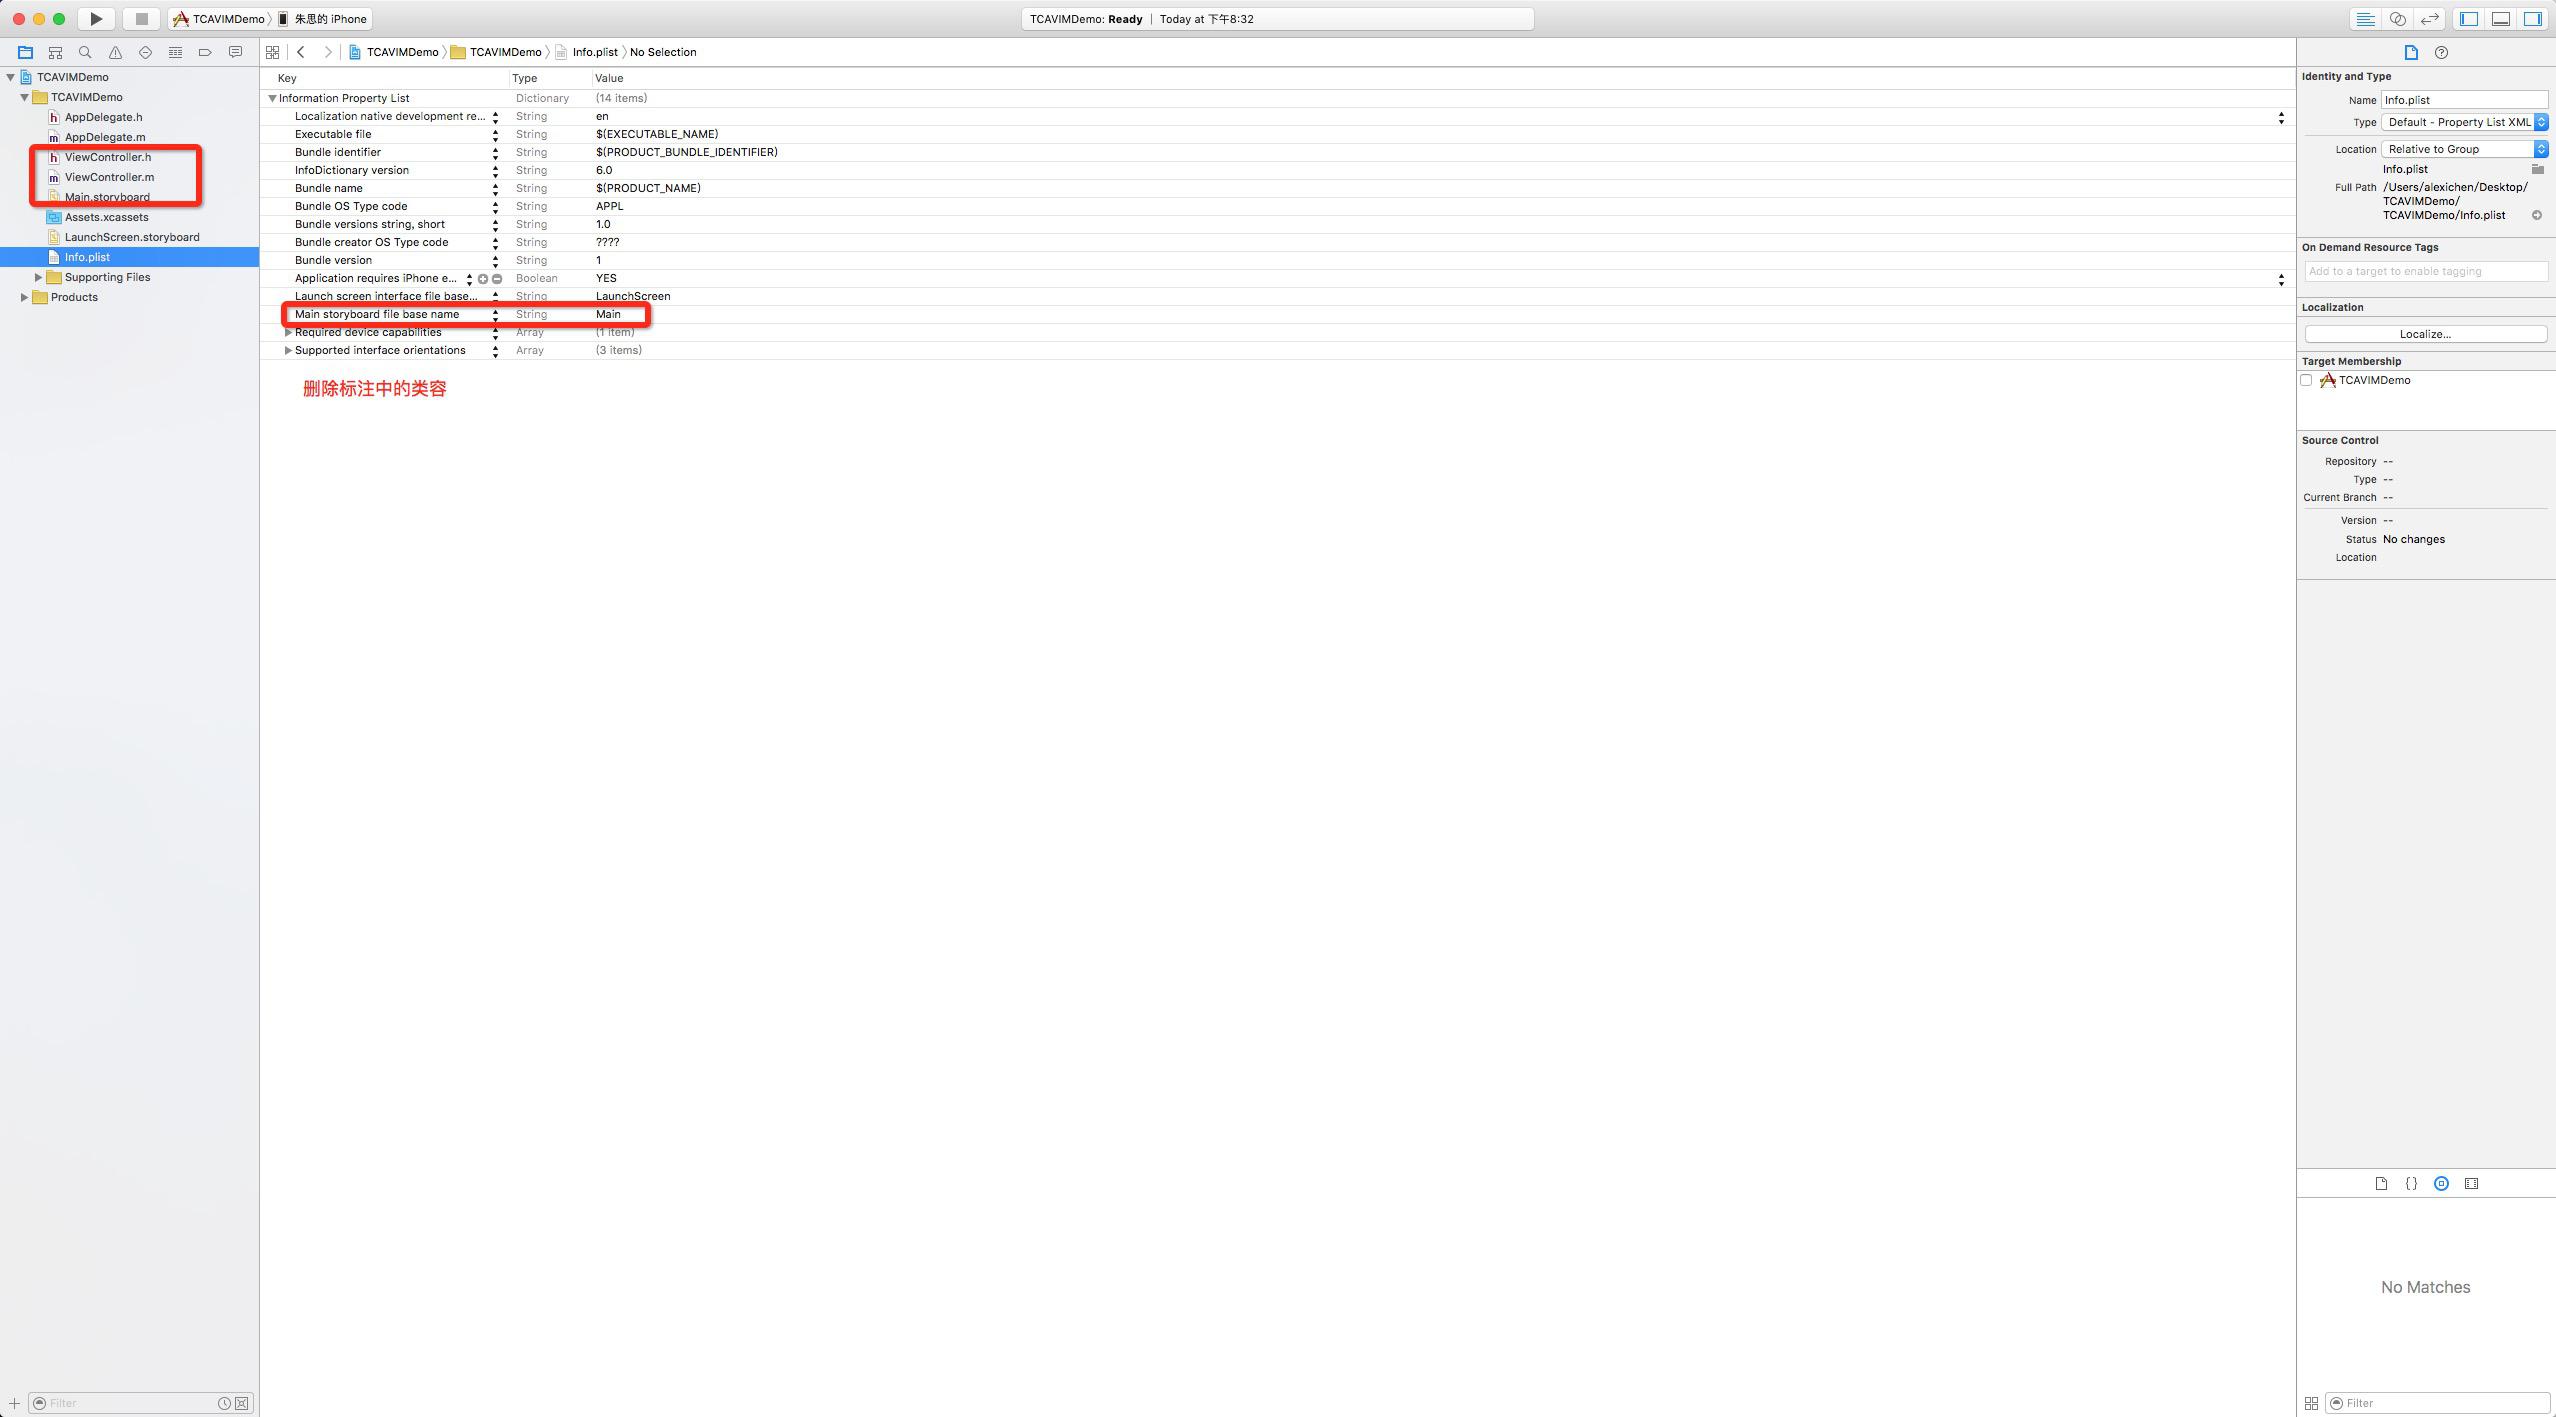 TCAVIMDemo 朱思的 iPhone
TCAVIMDemo: Ready Today at 下午8:32
TCAVIMDemo TCAVIMDemo Info.plist No Selection
TCAVIMDemo
TCAVIMDemo
AppDelegate.h
AppDelegate.m
ViewController.h
ViewController.m
Main.storyboard
Assets.xcassets
LaunchScreen.storyboard
Info.plist
Supporting Files
Products
Filter
Key Type Value
Information Property List Dictionary (14 items)
Localization native development re... String en
Executable file String $(EXECUTABLE_NAME)
Bundle identifier String $(PRODUCT_BUNDLE_IDENTIFIER)
InfoDictionary version String 6.0
Bundle name String $(PRODUCT_NAME)
Bundle OS Type code String APPL
Bundle versions string, short String 1.0
Bundle creator OS Type code String ????
Bundle version String 1
Application requires iPhone e... Boolean YES
Launch screen interface file base... String LaunchScreen
Main storyboard file base name String Main
Required device capabilities Array (1 item)
Supported interface orientations Array (3 items)
删除标注中的类容
Identity and Type
Name Info.plist
Type Default - Property List XML
Location Relative to Group
Info.plist
Full Path /Users/alexichen/Desktop/
TCAVIMDemo/
TCAVIMDemo/Info.plist
On Demand Resource Tags
Add to a target to enable tagging
Localization
Localize...
Target Membership
TCAVIMDemo
Source Control
Repository --
Type --
Current Branch --
Version --
Status No changes
Location
No Matches
Filter